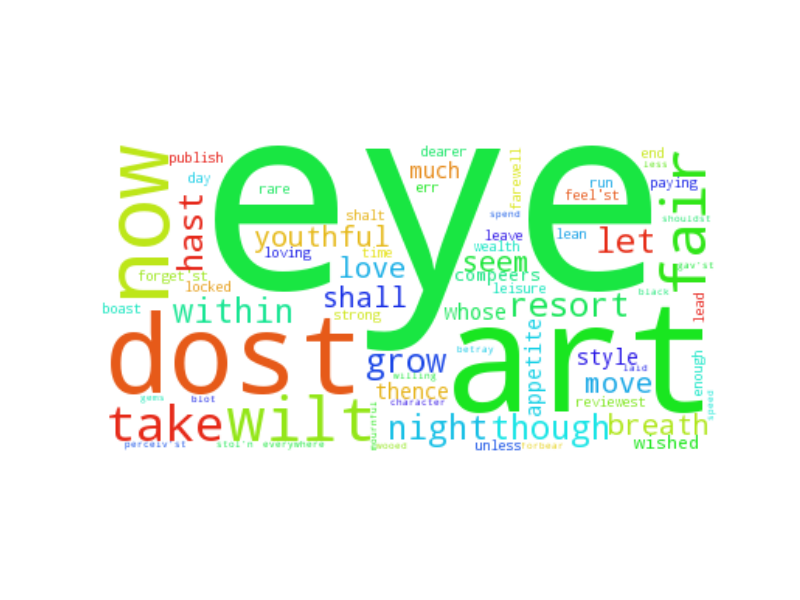 eye
art
dost
now
fair
wilt
take
hast
let
youthful
love
shall
within
grow
seem
resort
whose
night
though
breath
move
style
thence
much
appetite
publish
day
rare
dearer
err
farewell
end
less
run
paying
feel'st
shouldst
shalt
loving
time
spend
leave
lean
wealth
compeers
leisure
gav'st
forget'st
locked
boast
strong
black
lead
betray
laid
enough
willing
character
reviewest
speed
gems
blot
mournful
perceiv'st
stol'n
everywhere
wooed
unless
forbear
wished